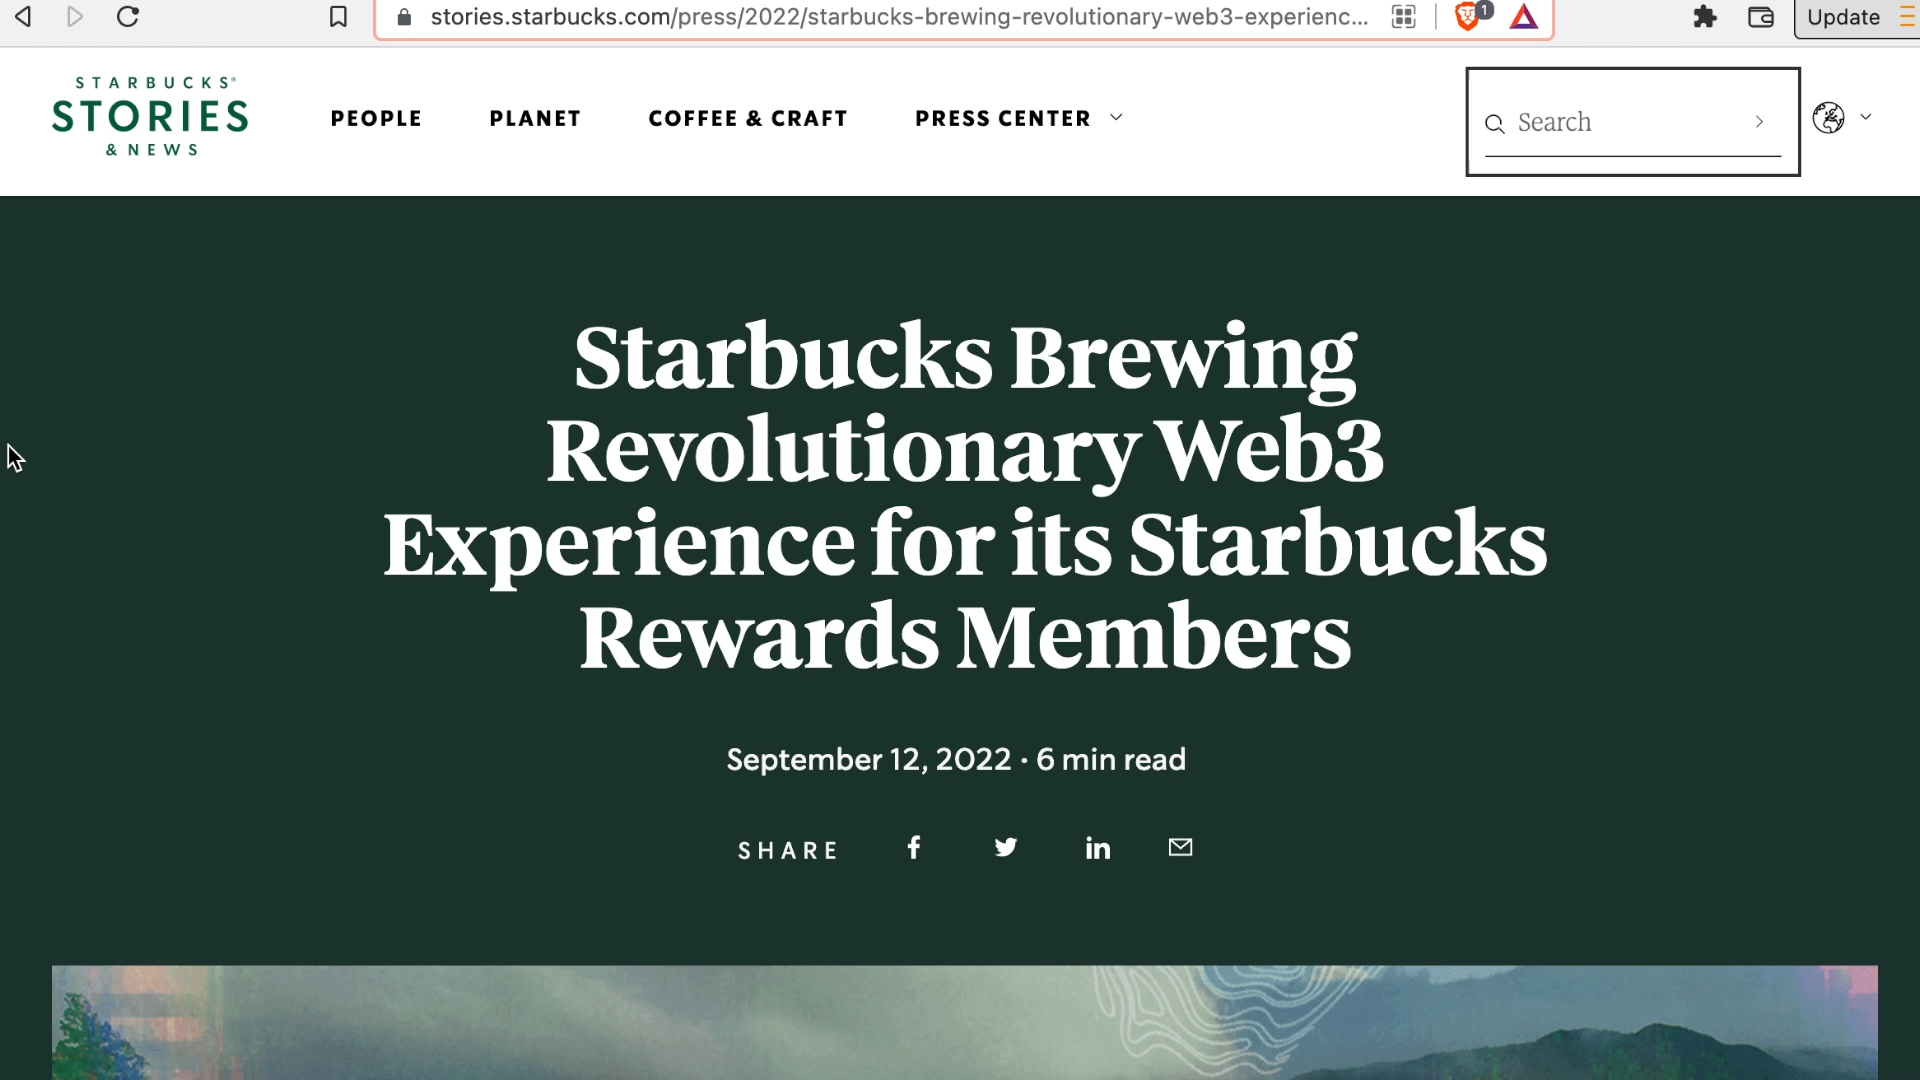 stories.starbucks.com/press/2022/starbucks-brewing-revolutionary-web3-experienc...
1
Update
STARBUCKS®
STORIES
& NEWS
PEOPLE
PLANET
COFFEE & CRAFT
PRESS CENTER
Search
Starbucks Brewing
Revolutionary Web3
Experience for its Starbucks
Rewards Members
September 12, 2022 · 6 min read
SHARE